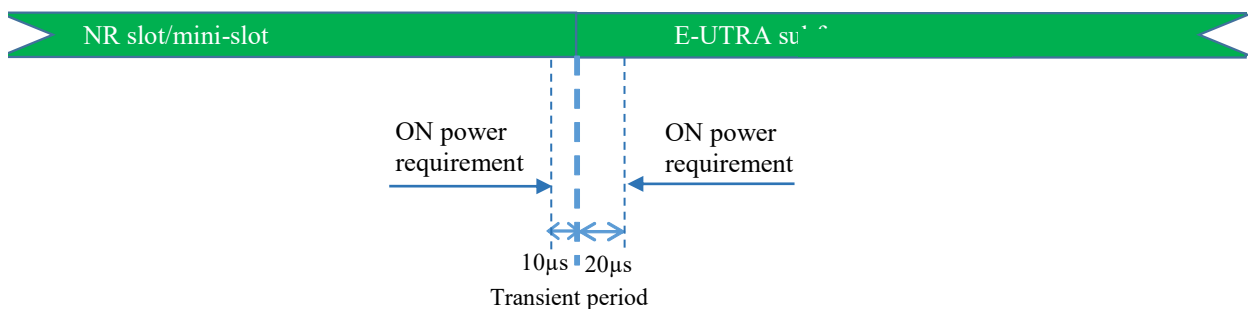 NR slot/mini-slot
E-UTRA
ON power
requirement
ON power
requirement
10µs
20µs
Transient period